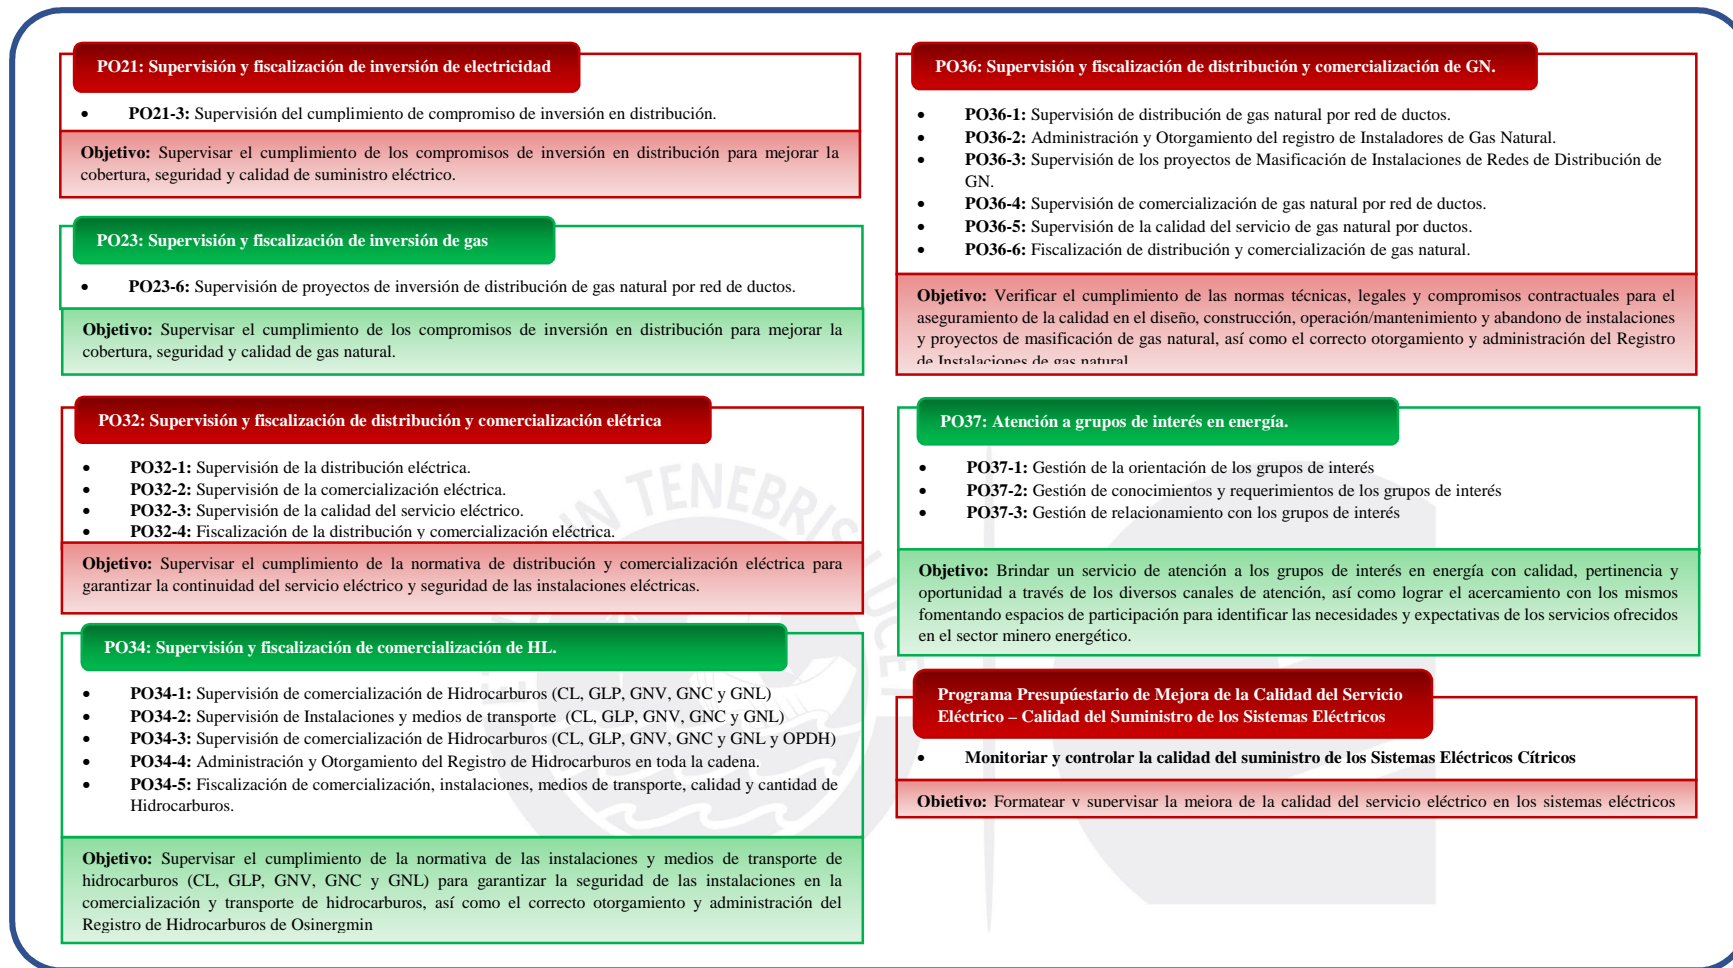 PO21: Supervisión y fiscalización de inversión de electricidad
• PO21-3: Supervisión del cumplimiento de compromiso de inversión en distribución.
Objetivo: Supervisar el cumplimiento de los compromisos de inversión en distribución para mejorar la
cobertura, seguridad y calidad de suministro eléctrico.
PO23: Supervisión y fiscalización de inversión de gas
• PO23-6: Supervisión de proyectos de inversión de distribución de gas natural por red de ductos.
Objetivo: Supervisar el cumplimiento de los compromisos de inversión en distribución para mejorar la
cobertura, seguridad y calidad de gas natural.
PO32: Supervisión y fiscalización de distribución y comercialización elétrica
• PO32-1: Supervisión de la distribución eléctrica.
• PO32-2: Supervisión de la comercialización eléctrica.
• PO32-3: Supervisión de la calidad del servicio eléctrico.
• PO32-4: Fiscalización de la distribución y comercialización eléctrica.
Objetivo: Supervisar el cumplimiento de la normativa de distribución y comercialización eléctrica para
garantizar la continuidad del servicio eléctrico y seguridad de las instalaciones eléctricas.
PO34: Supervisión y fiscalización de comercialización de HL.
• PO34-1: Supervisión de comercialización de Hidrocarburos (CL, GLP, GNV, GNC y GNL)
• PO34-2: Supervisión de Instalaciones y medios de transporte (CL, GLP, GNV, GNC y GNL)
• PO34-3: Supervisión de comercialización de Hidrocarburos (CL, GLP, GNV, GNC y GNL y OPDH)
• PO34-4: Administración y Otorgamiento del Registro de Hidrocarburos en toda la cadena.
• PO34-5: Fiscalización de comercialización, instalaciones, medios de transporte, calidad y cantidad de
Hidrocarburos.
Objetivo: Supervisar el cumplimiento de la normativa de las instalaciones y medios de transporte de
hidrocarburos (CL, GLP, GNV, GNC y GNL) para garantizar la seguridad de las instalaciones en la
comercialización y transporte de hidrocarburos, así como el correcto otorgamiento y administración del
Registro de Hidrocarburos de Osinergmin
PO36: Supervisión y fiscalización de distribución y comercialización de GN.
• PO36-1: Supervisión de distribución de gas natural por red de ductos.
• PO36-2: Administración y Otorgamiento del registro de Instaladores de Gas Natural.
• PO36-3: Supervisión de los proyectos de Masificación de Instalaciones de Redes de Distribución de
GN.
• PO36-4: Supervisión de comercialización de gas natural por red de ductos.
• PO36-5: Supervisión de la calidad del servicio de gas natural por ductos.
• PO36-6: Fiscalización de distribución y comercialización de gas natural.
Objetivo: Verificar el cumplimiento de las normas técnicas, legales y compromisos contractuales para el
aseguramiento de la calidad en el diseño, construcción, operación/mantenimiento y abandono de instalaciones
y proyectos de masificación de gas natural, así como el correcto otorgamiento y administración del Registro
de Instalaciones de gas natural
PO37: Atención a grupos de interés en energía.
• PO37-1: Gestión de la orientación de los grupos de interés
• PO37-2: Gestión de conocimientos y requerimientos de los grupos de interés
• PO37-3: Gestión de relacionamiento con los grupos de interés
Objetivo: Brindar un servicio de atención a los grupos de interés en energía con calidad, pertinencia y
oportunidad a través de los diversos canales de atención, así como lograr el acercamiento con los mismos
fomentando espacios de participación para identificar las necesidades y expectativas de los servicios ofrecidos
en el sector minero energético.
Programa Presupúestario de Mejora de la Calidad del Servicio
Eléctrico – Calidad del Suministro de los Sistemas Eléctricos
• Monitoriar y controlar la calidad del suministro de los Sistemas Eléctricos Cítricos
Objetivo: Formatear y supervisar la mejora de la calidad del servicio eléctrico en los sistemas eléctricos
IN TENEBRIS